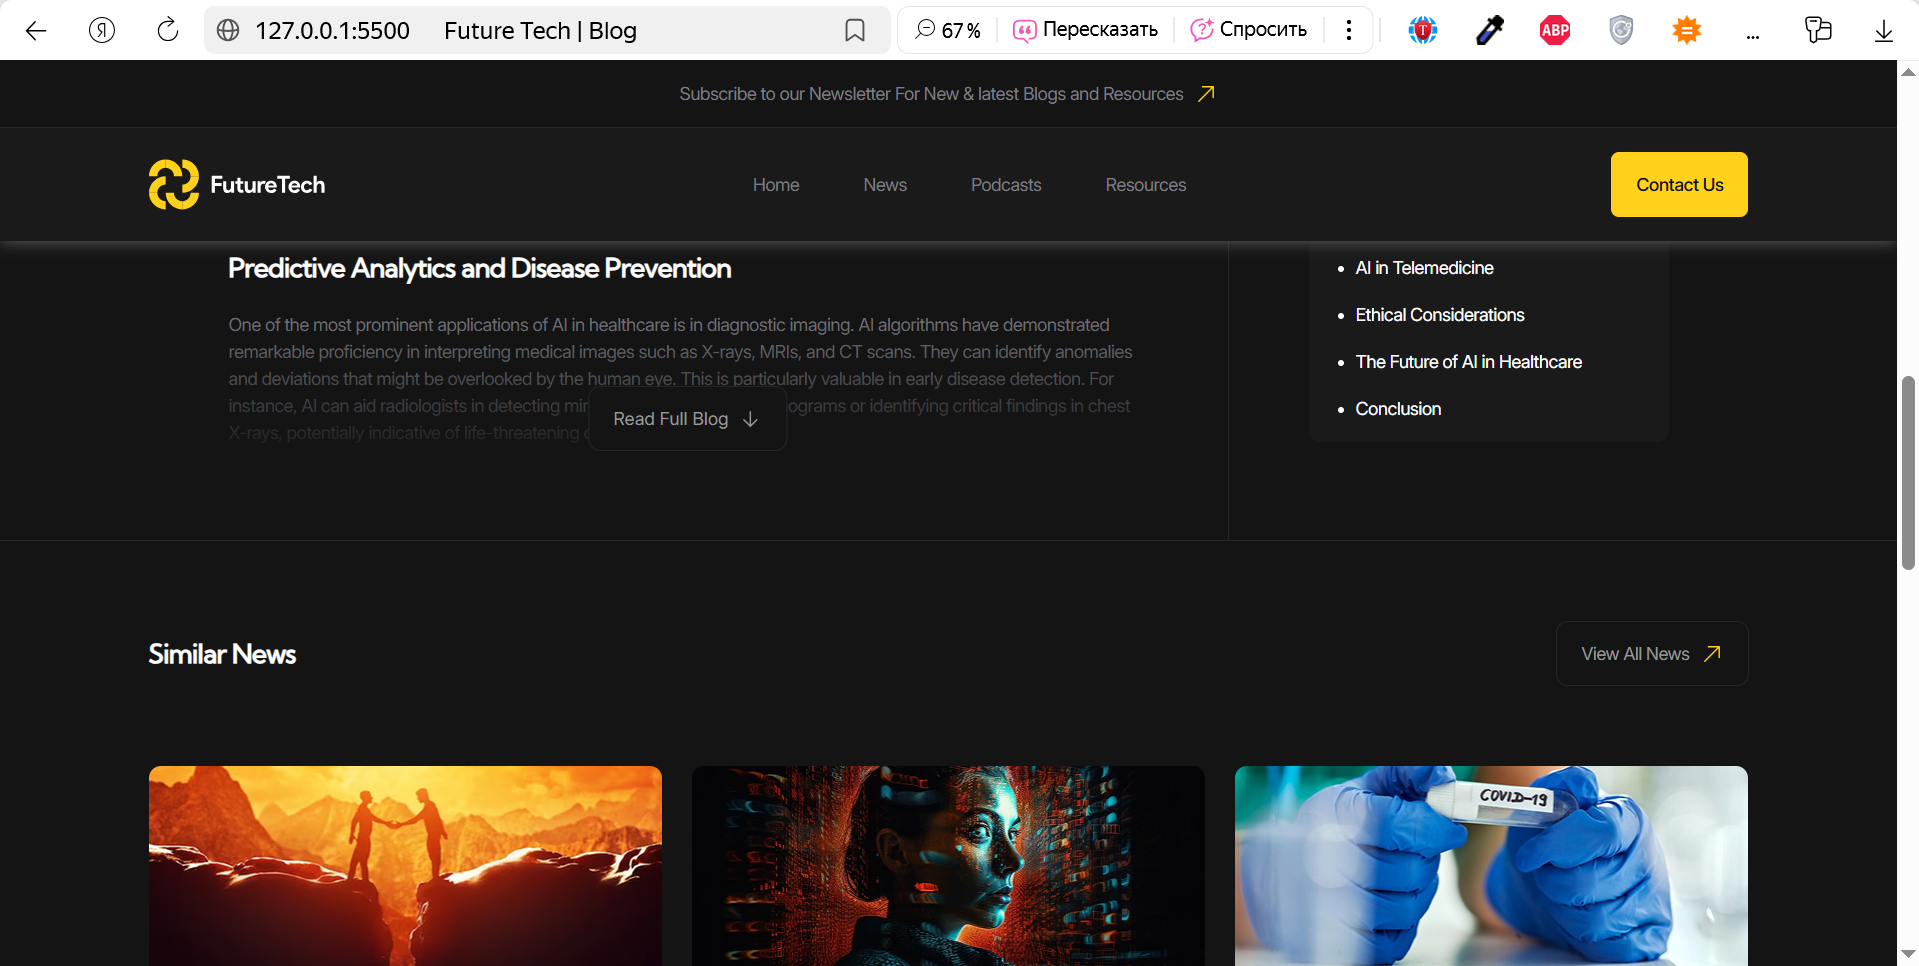 127.0.0.1:5500 Future Tech | Blog 67 % Пересказать Спросить ABP
Subscribe to our Newsletter For New & latest Blogs and Resources
FutureTech Home News Podcasts Resources Contact Us
Predictive Analytics and Disease Prevention
One of the most prominent applications of AI in healthcare is in diagnostic imaging. AI algorithms have demonstrated
remarkable proficiency in interpreting medical images such as X-rays, MRIs, and CT scans. They can identify anomalies
and deviations that might be overlooked by the human eye. This is particularly valuable in early disease detection. For
instance, AI can aid radiologists in detecting ograms or identifying critical findings in chest
X-rays, potentially indicative of life-threatening
Read Full Blog
AI in Telemedicine
Ethical Considerations
The Future of AI in Healthcare
Conclusion
Similar News
View All News
COVID-19